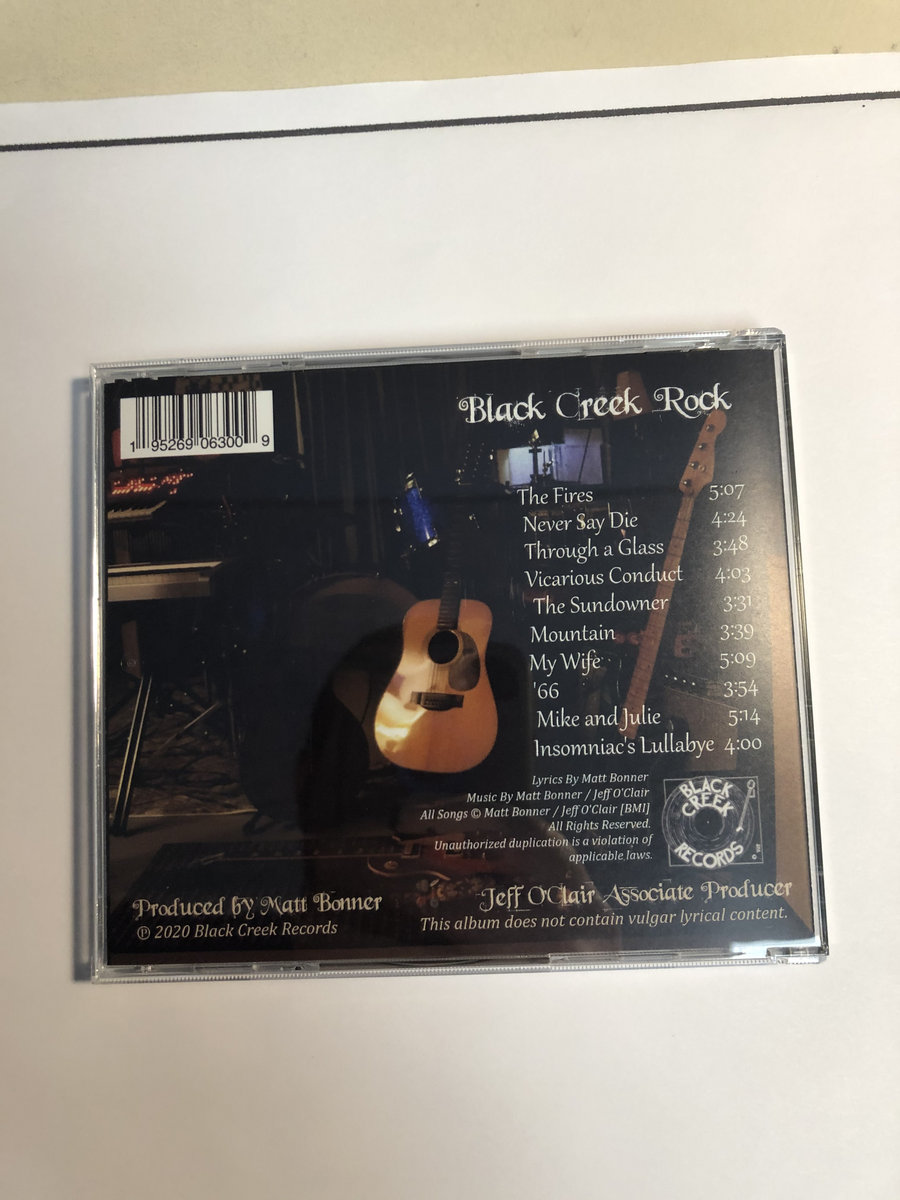 1 95269 06300 9
Black Creek Rock
The Fires 5:07
Never Say Die 4:24
Through a Glass 3:48
Vicarious Conduct 4:03
The Sundowner 3:31
Mountain 3:39
My Wife 5:09
'66 3:54
Mike and Julie 5:14
Insomniac's Lullabye 4:00
Lyrics By Matt Bonner
Music By Matt Bonner / Jeff O'Clair
All Songs © Matt Bonner / Jeff O'Clair [BMI]
All Rights Reserved.
Unauthorized duplication is a violation of
applicable laws.
BLACK
CREEK
RECORDS
Produced by Matt Bonner
℗ 2020 Black Creek Records
Jeff O'Clair Associate Producer
This album does not contain vulgar lyrical content.